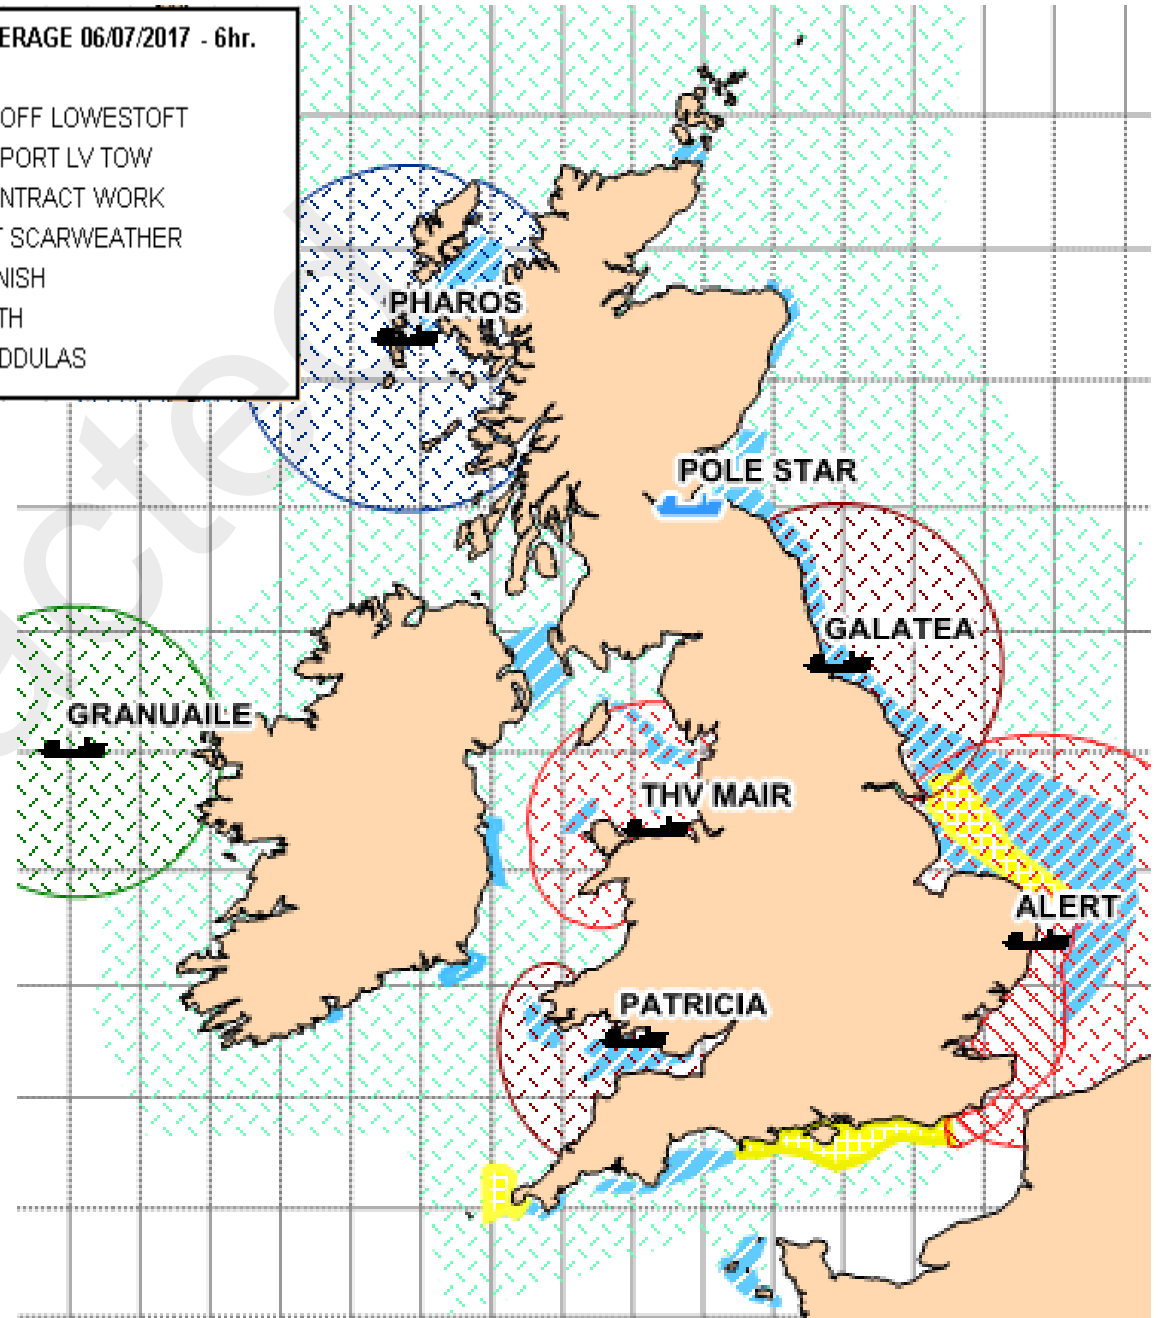 ERAGE 06/07/2017 - 6hr.
OFF LOWESTOFT
PORT LV TOW
NTRACT WORK
T SCARWEATHER
NISH
TH
DDULAS
PHAROS
POLE STAR
GALATEA
GRANUAILE
THV MAIR
ALERT
PATRICIA
cted